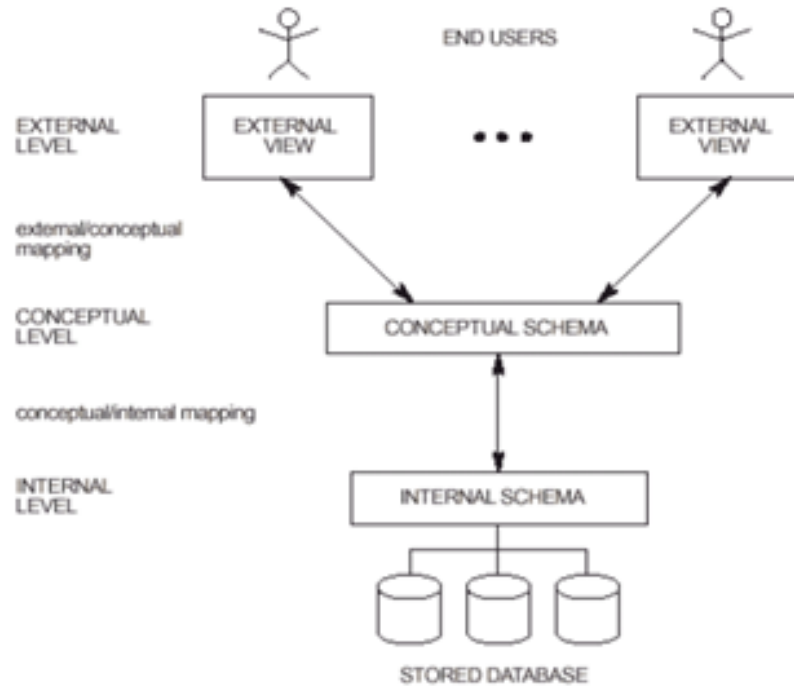 END USERS
EXTERNAL
LEVEL
EXTERNAL
VIEW
EXTERNAL
VIEW
external/conceptual
mapping
CONCEPTUAL
LEVEL
CONCEPTUAL SCHEMA
conceptual/internal mapping
INTERNAL
LEVEL
INTERNAL SCHEMA
STORED DATABASE